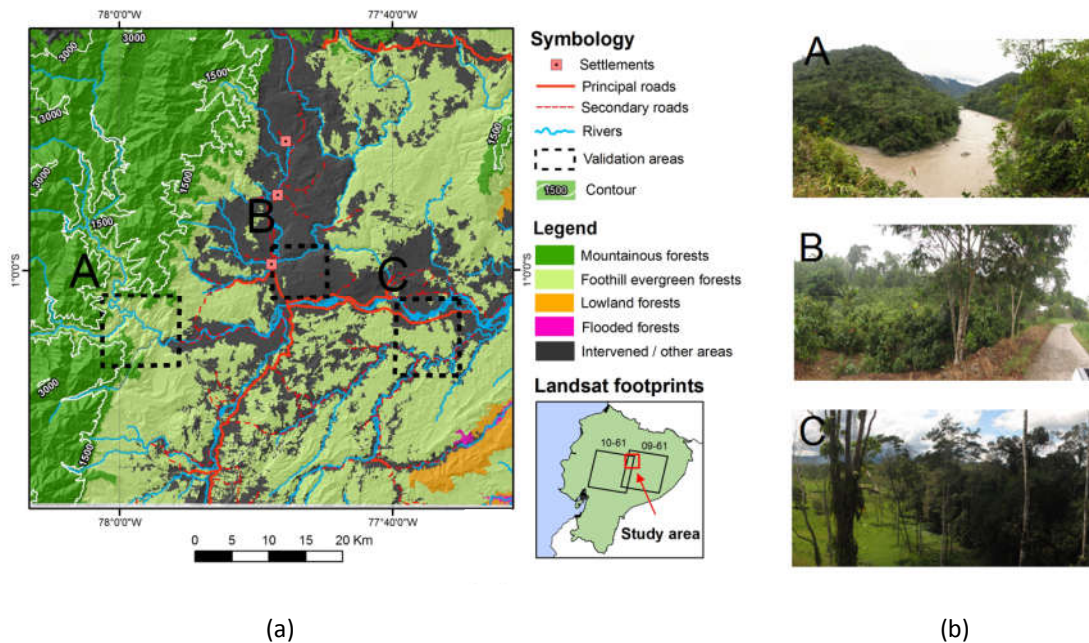 78°0'0"W 77°40'0"W
3000
3000
1500
3000
1500
3000
1500
1500
B
A
C
1°0'0"S
1°0'0"S
3000
1500
78°0'0"W 77°40'0"W
0 5 10 15 20 Km
Symbology
Settlements
Principal roads
Secondary roads
Rivers
Validation areas
1500 Contour
Legend
Mountainous forests
Foothill evergreen forests
Lowland forests
Flooded forests
Intervened / other areas
Landsat footprints
10-61 09-61
Study area
A
B
C
(a) (b)